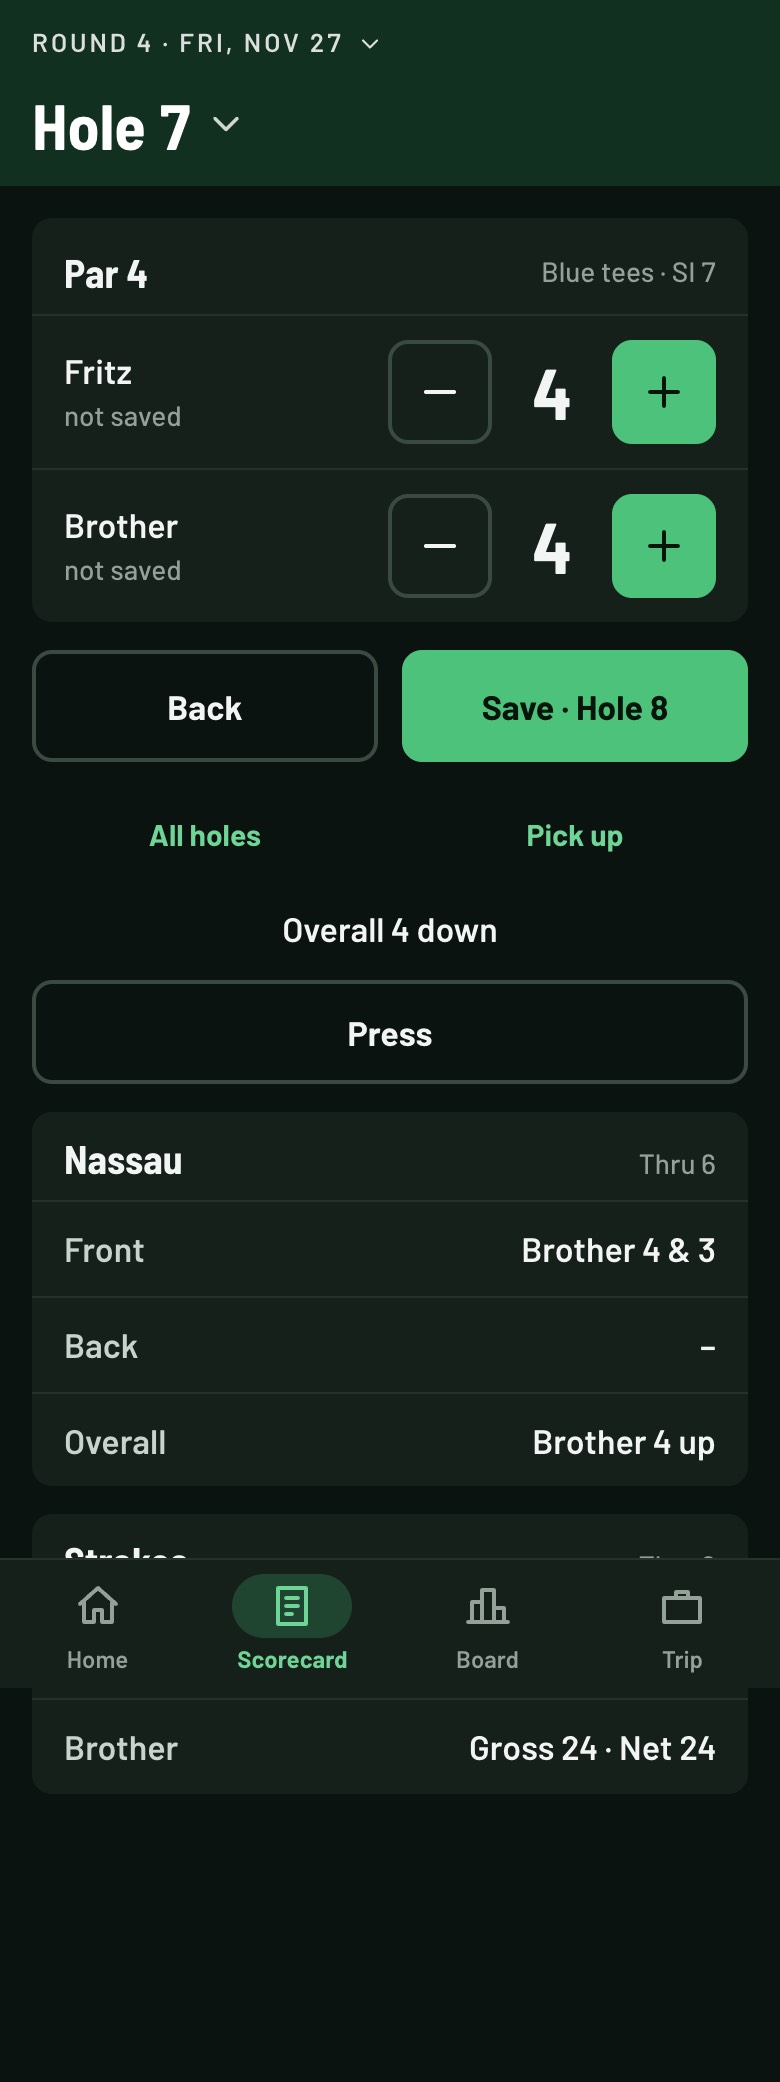 ROUND 4 · FRI, NOV 27
Hole 7
Par 4
Blue tees · SI 7
Fritz
not saved
4
Brother
not saved
4
Back
Save · Hole 8
All holes
Pick up
Overall 4 down
Press
Nassau
Thru 6
Front
Brother 4 & 3
Back
–
Overall
Brother 4 up
Home
Scorecard
Board
Trip
Brother
Gross 24 · Net 24